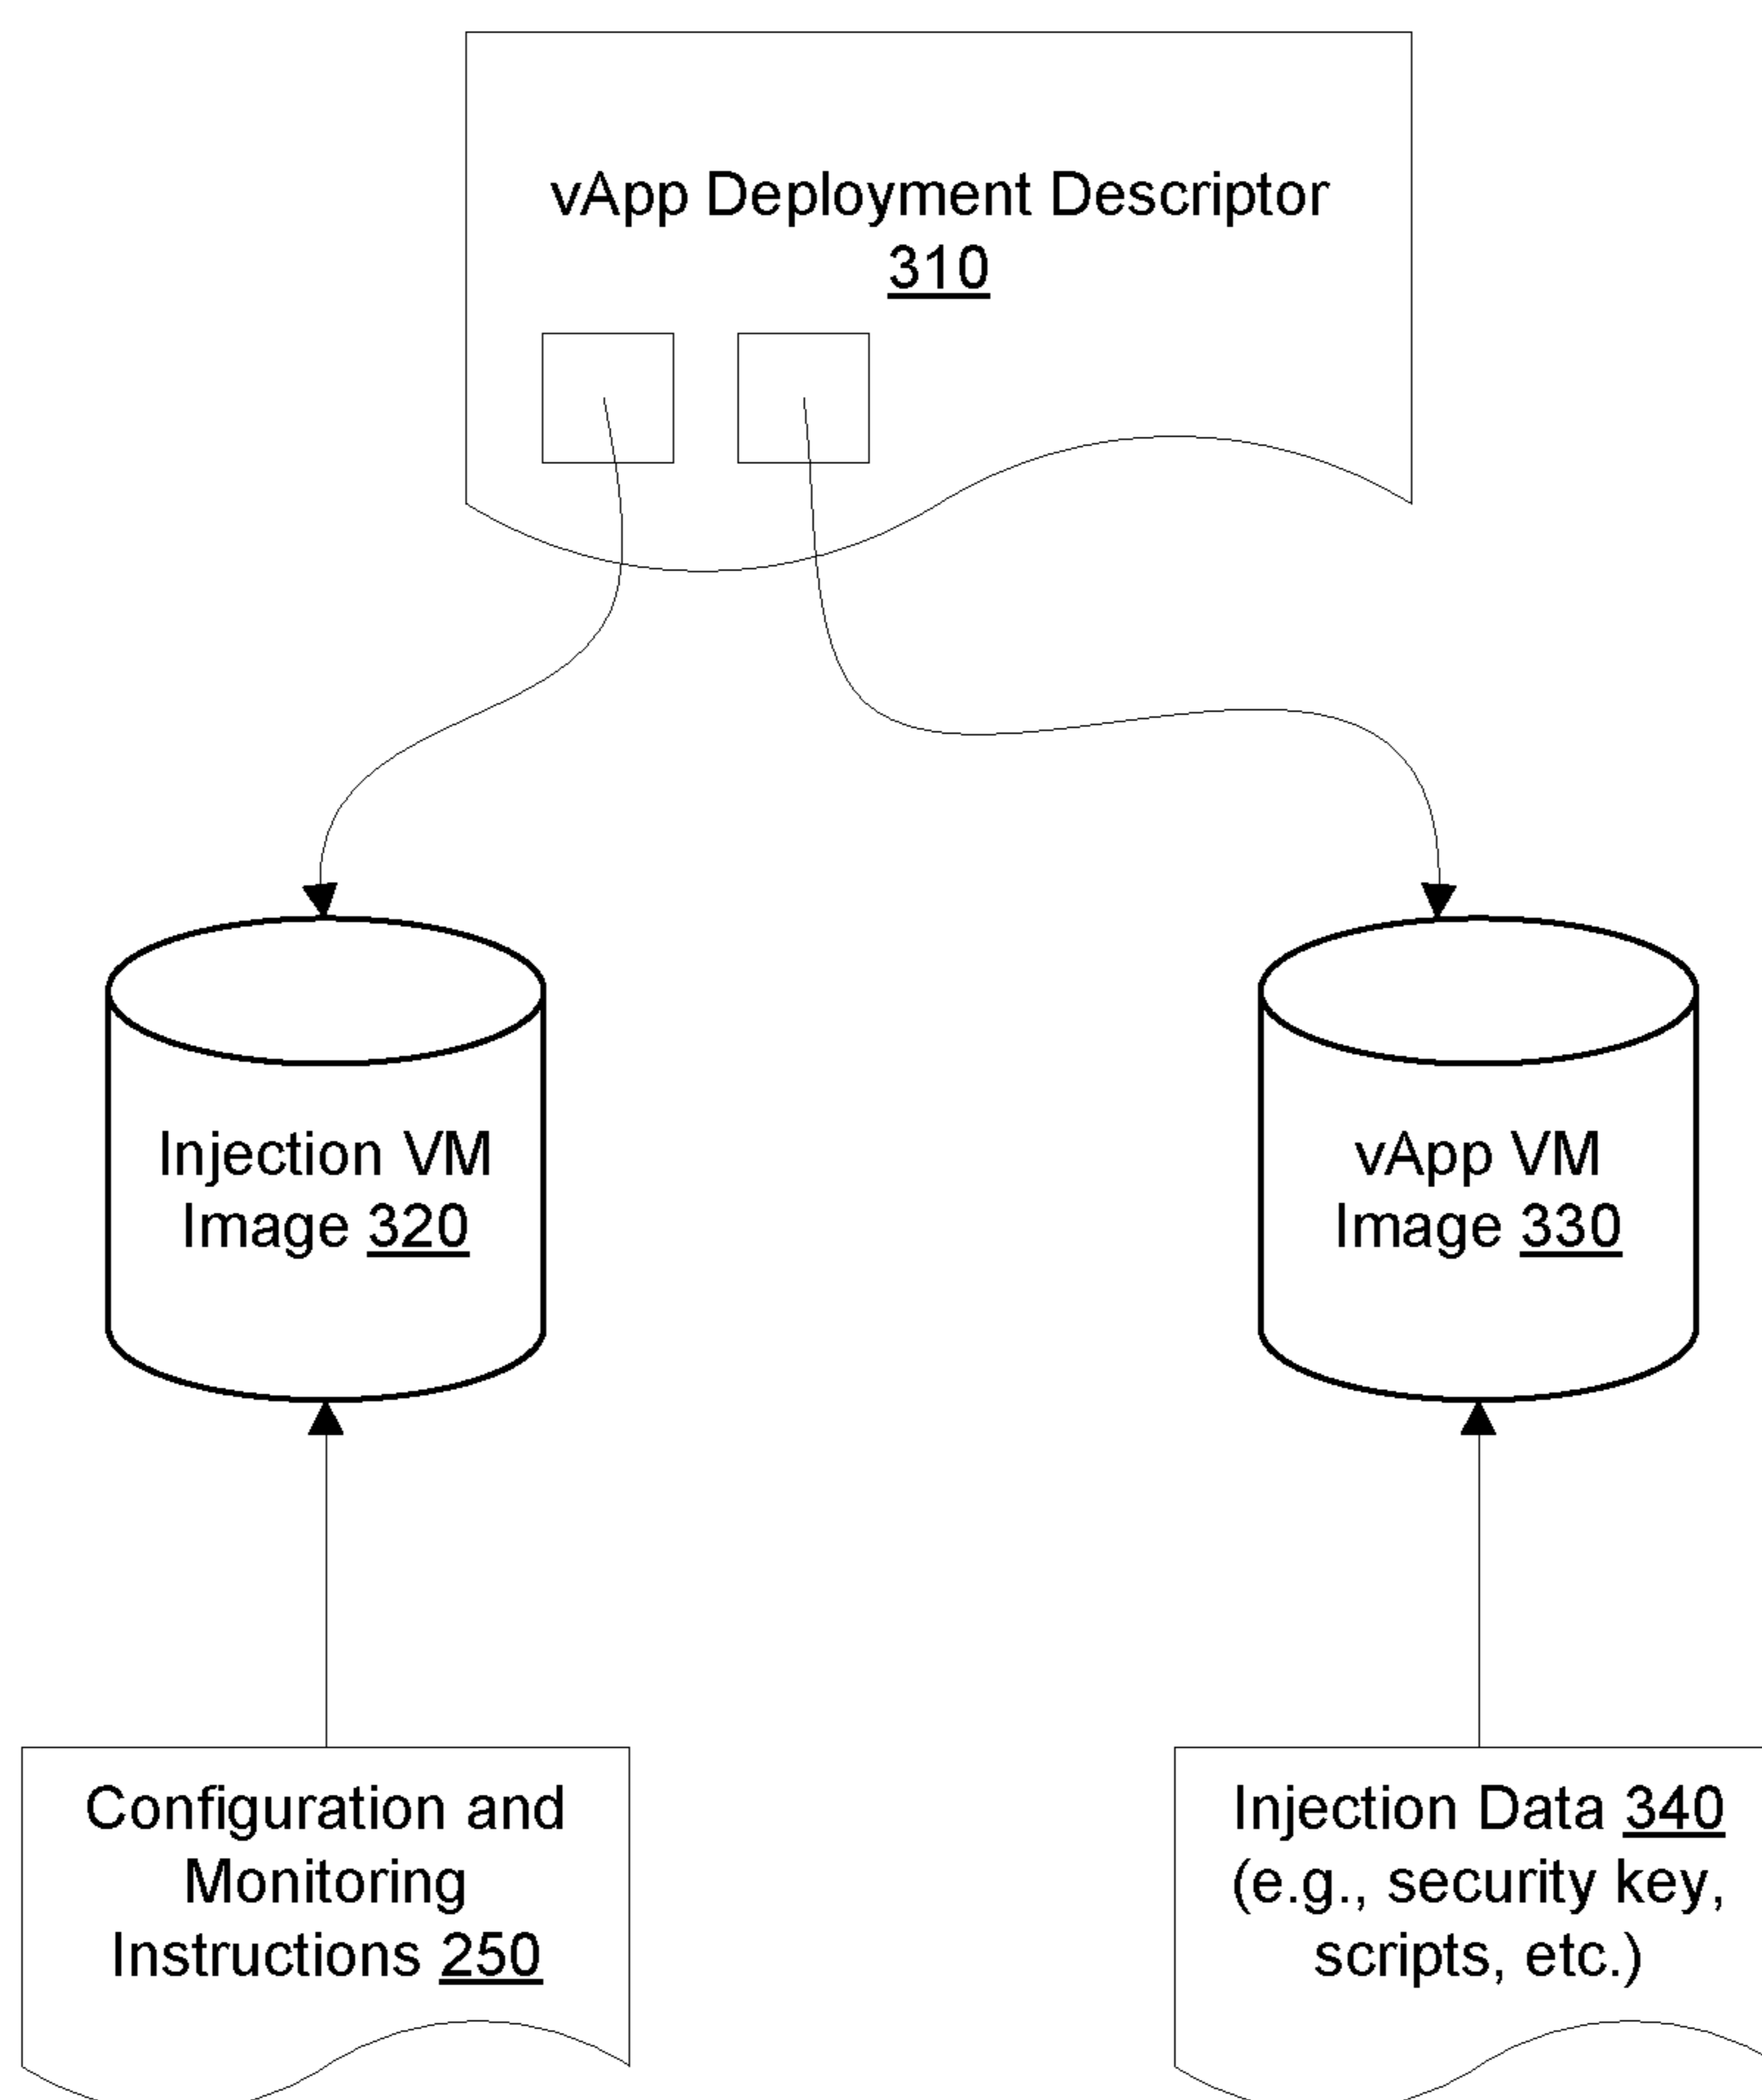 vApp Deployment Descriptor
310
Injection VM
Image 320
vApp VM
Image 330
Configuration and
Monitoring
Instructions 250
Injection Data 340
(e.g., security key,
scripts, etc.)